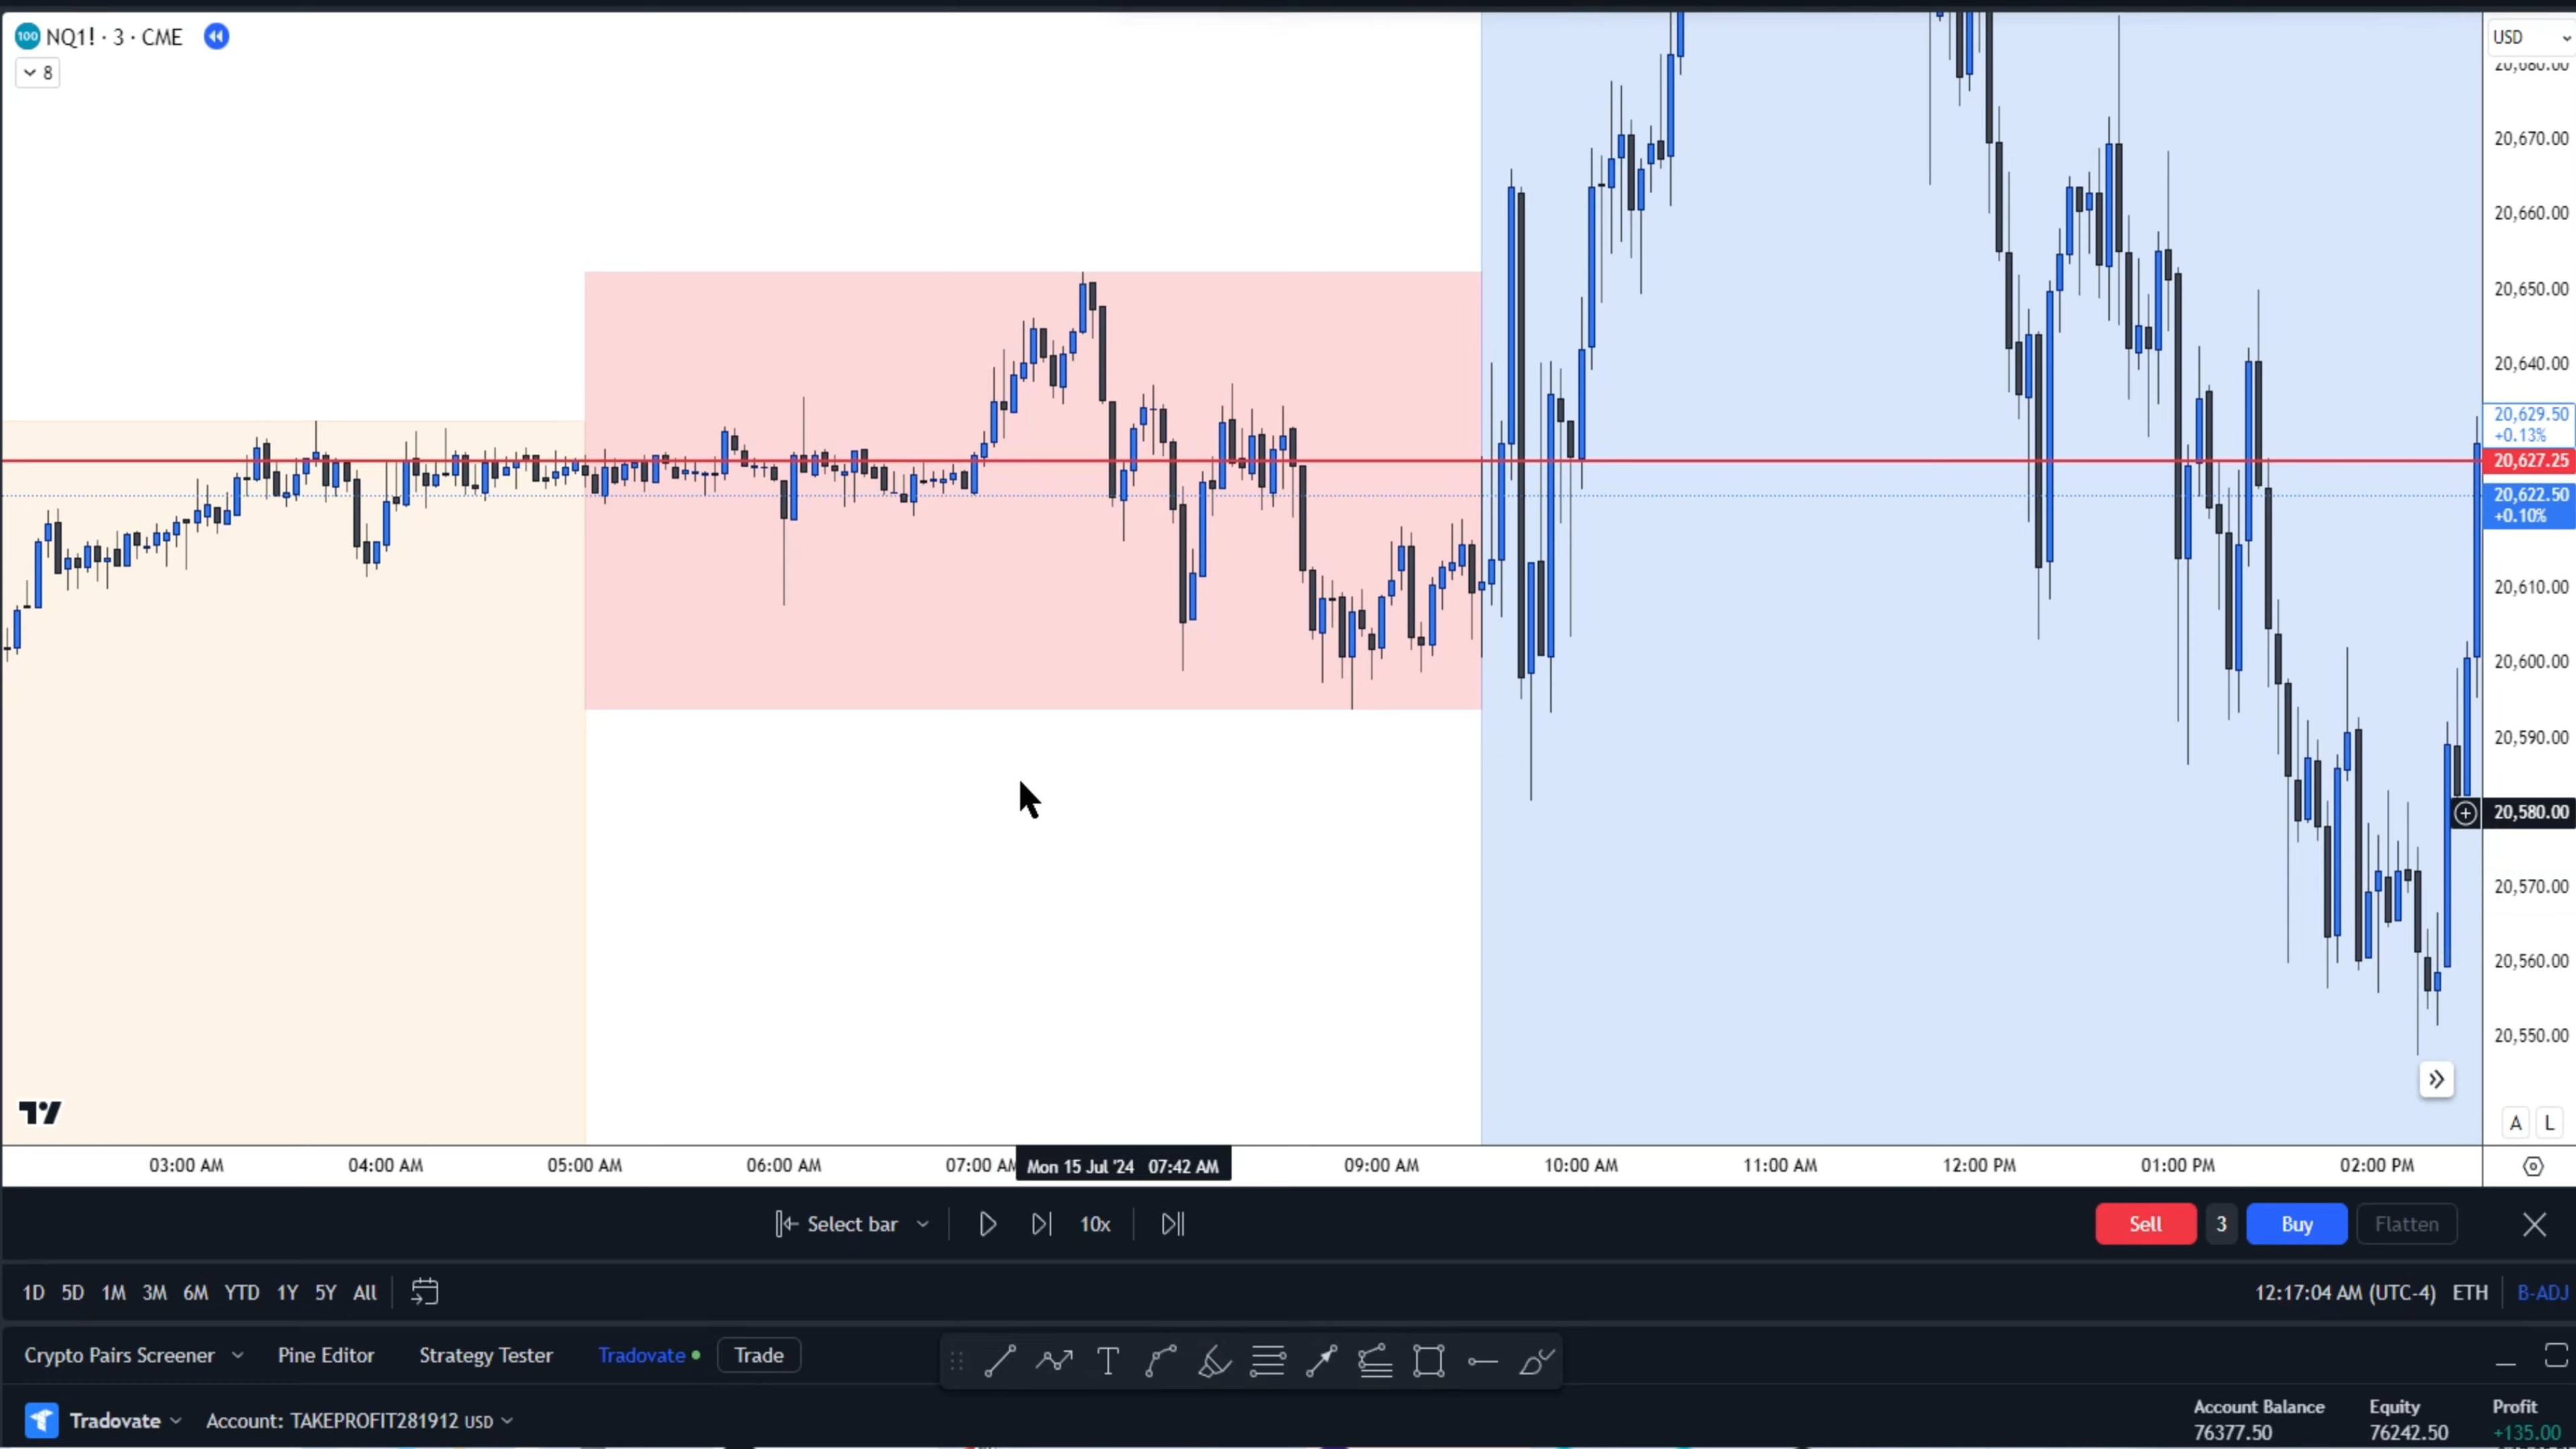 100 NQ1! · 3 · CME
8
USD
20,680.00
20,670.00
20,660.00
20,650.00
20,640.00
20,629.50
+0.13%
20,627.25
20,622.50
+0.10%
20,610.00
20,600.00
20,590.00
20,580.00
20,570.00
20,560.00
20,550.00
A L
03:00 AM 04:00 AM 05:00 AM 06:00 AM 07:00 AM Mon 15 Jul '24 07:42 AM 09:00 AM 10:00 AM 11:00 AM 12:00 PM 01:00 PM 02:00 PM
Select bar 10x Sell 3 Buy Flatten
1D 5D 1M 3M 6M YTD 1Y 5Y All 12:17:04 AM (UTC-4) ETH B-ADJ
Crypto Pairs Screener Pine Editor Strategy Tester Tradovate Trade
Tradovate Account: TAKEPROFIT281912 USD
Account Balance Equity Profit
76377.50 76242.50 +135.00